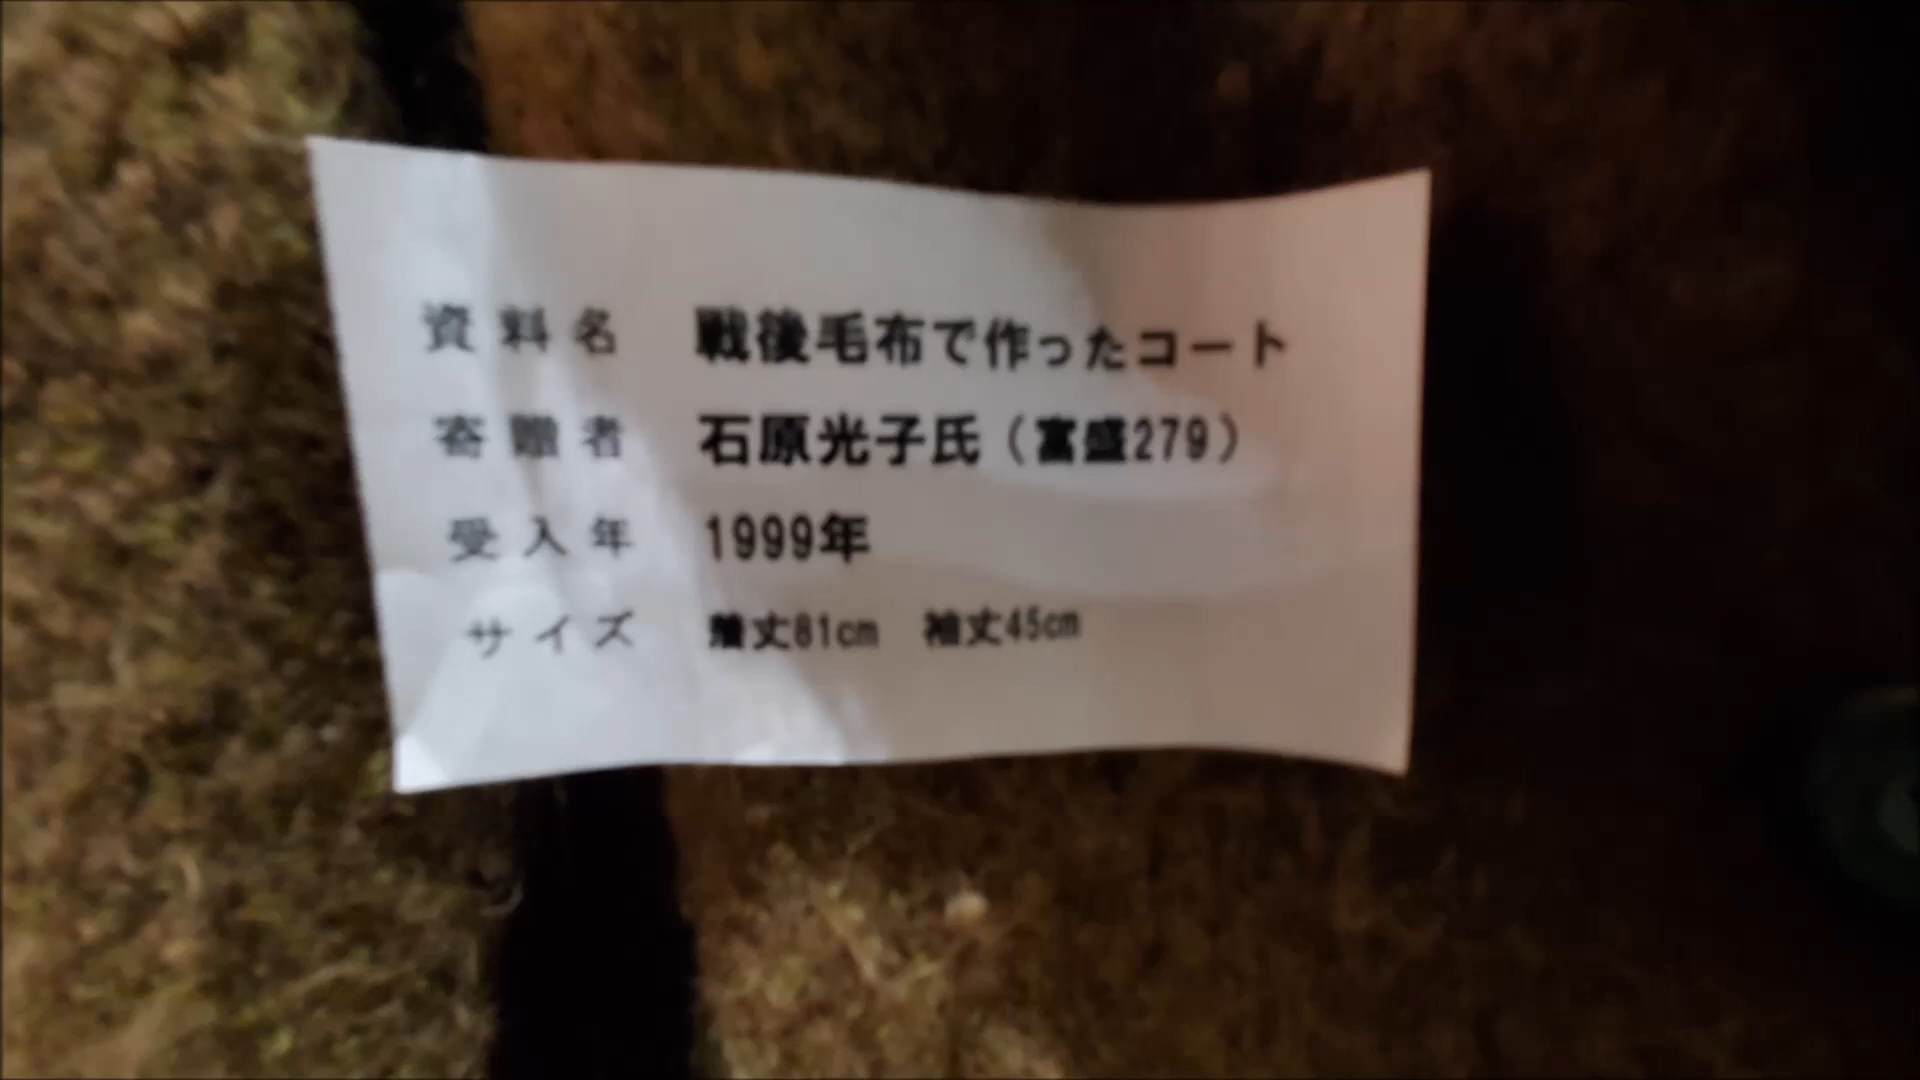 資料名 戦後毛布で作ったコート
寄贈者 石原光子氏（富盛279）
受入年 1999年
サイズ 着丈81cm 袖丈45cm